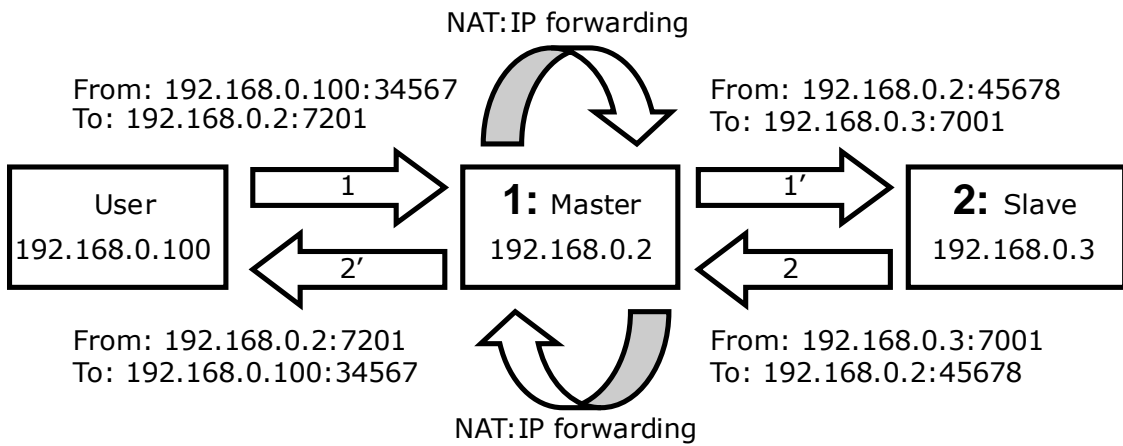 NAT:IP forwarding
From: 192.168.0.100:34567
To: 192.168.0.2:7201
From: 192.168.0.2:45678
To: 192.168.0.3:7001
User
192.168.0.100
1
1: Master
192.168.0.2
1′
2: Slave
192.168.0.3
2′
2
From: 192.168.0.2:7201
To: 192.168.0.100:34567
From: 192.168.0.3:7001
To: 192.168.0.2:45678
NAT:IP forwarding